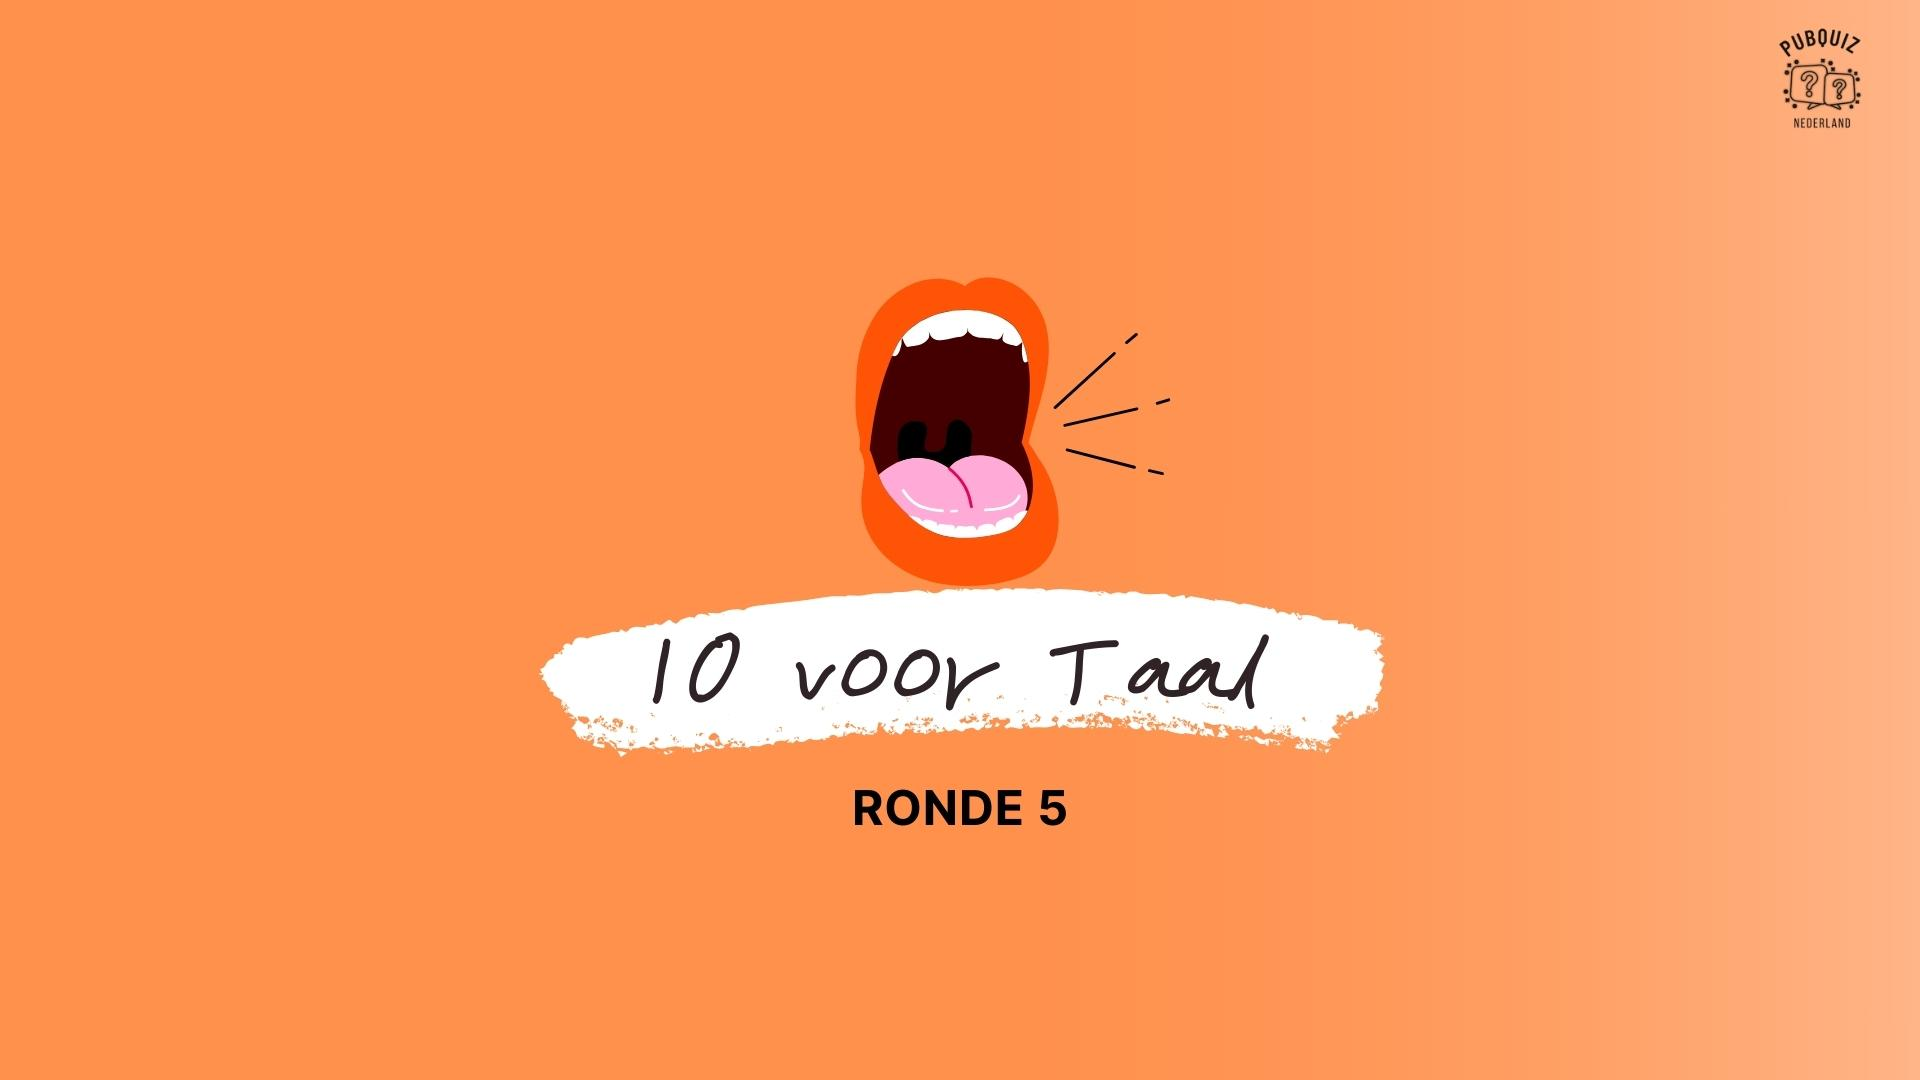 PUBQUIZ
? ?
NEDERLAND
10 voor Taal
RONDE 5